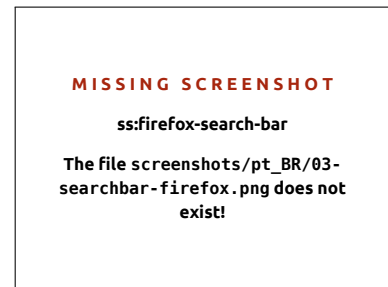 MISSING SCREENSHOT
ss:firefox-search-bar
The file screenshots/pt_BR/03-
searchbar-firefox.png does not
exist!